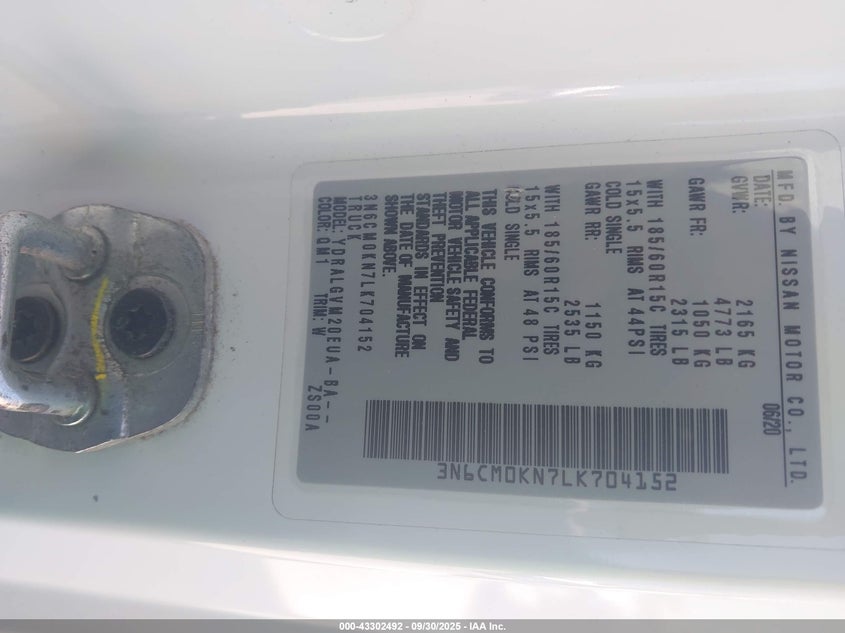 MFD. BY NISSAN MOTOR CO., LTD.
DATE: 06/20
GVWR: 2165 KG
4773 LB
GAWR FR: 1050 KG
2315 LB
WITH 185/60R15C TIRES
15x5.5 RIMS AT 44PSI
COLD SINGLE
GAWR RR: 1150 KG
2535 LB
WITH 185/60R15C TIRES
15x5.5 RIMS AT 48 PSI
COLD SINGLE
THIS VEHICLE CONFORMS TO
ALL APPLICABLE FEDERAL
MOTOR VEHICLE SAFETY AND
THEFT PREVENTION
STANDARDS IN EFFECT ON
THE DATE OF MANUFACTURE
SHOWN ABOVE.
3N6CM0KN7LK704152
TRUCK
MODEL: YDRALGVM20EUA-BA--
COLOR: QM1 TRIM: W ZS00A
3N6CM0KN7LK704152
000-43302492 - 09/30/2025 - IAA Inc.